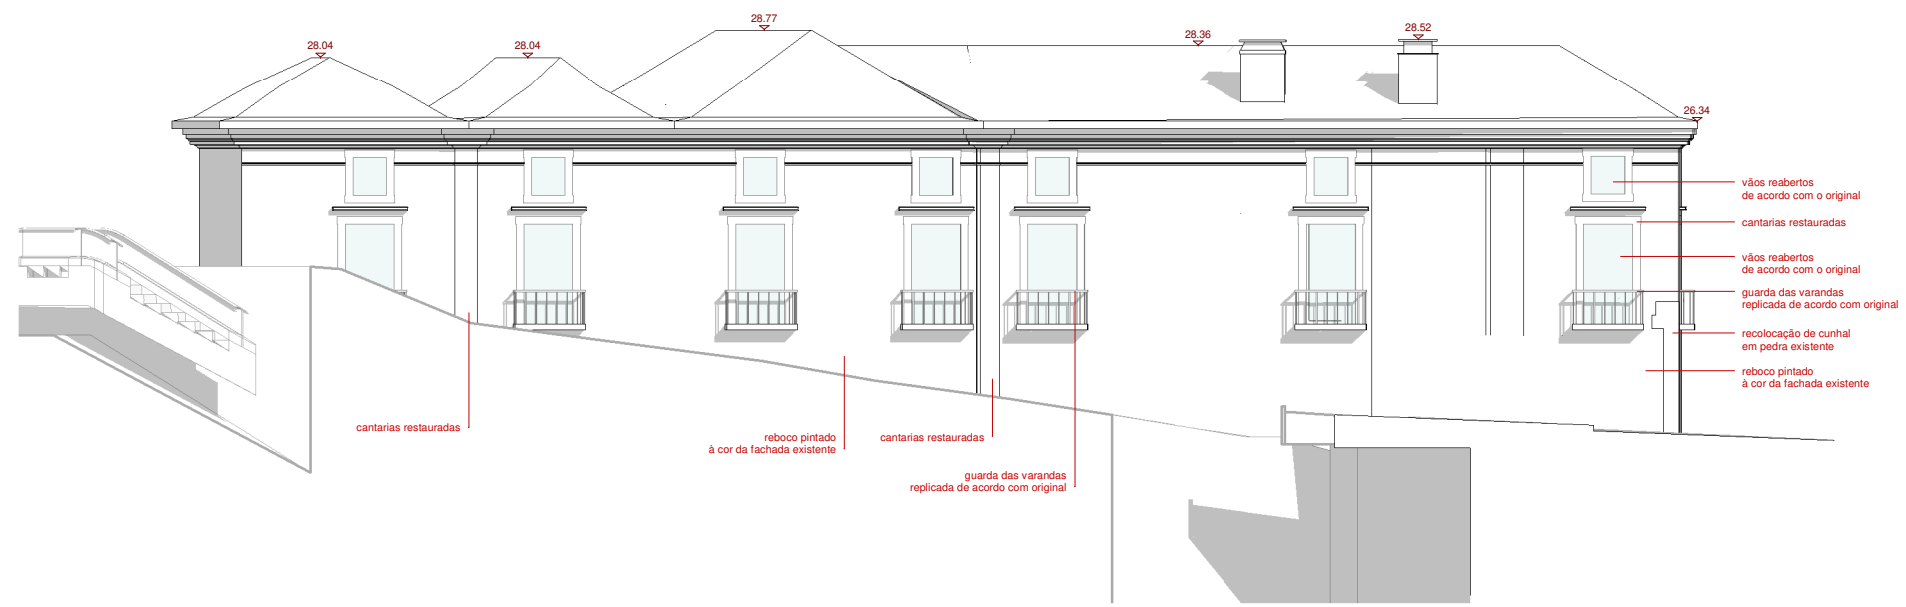 28.77
28.04
28.04
28.36
28.52
26.34
vãos reabertos
de acordo com o original
cantarias restauradas
vãos reabertos
de acordo com o original
guarda das varandas
replicada de acordo com original
recolocação de cunhal
em pedra existente
reboco pintado
à cor da fachada existente
cantarias restauradas
reboco pintado
à cor da fachada existente
cantarias restauradas
guarda das varandas
replicada de acordo com original